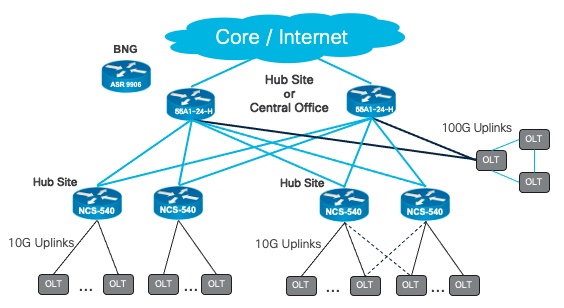 Core / Internet
BNG
ASR 9906
Hub Site
or
Central Office
55A1-24-H
55A1-24-H
100G Uplinks
OLT
OLT
OLT
Hub Site
Hub Site
NCS-540
NCS-540
NCS-540
NCS-540
10G Uplinks
10G Uplinks
OLT
...
OLT
OLT
...
OLT
OLT
...
OLT
OLT
...
OLT